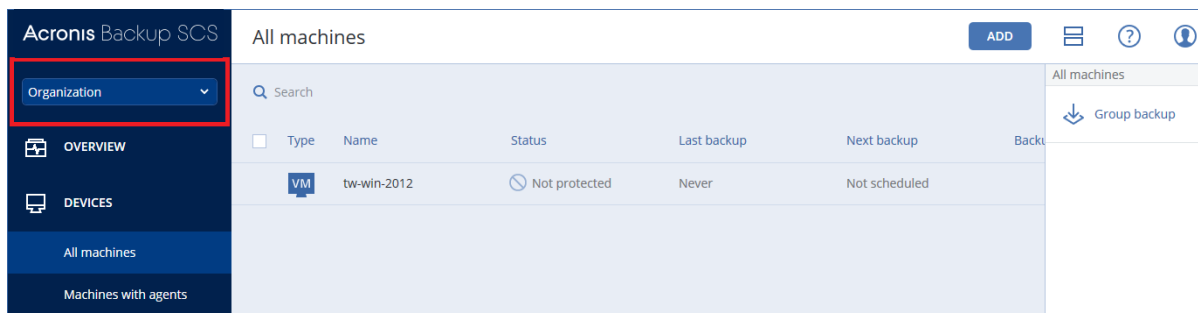 Acronis Backup SCS
All machines
ADD
Organization
Search
All machines
Group backup
OVERVIEW
Type Name Status Last backup Next backup Backu
VM tw-win-2012 Not protected Never Not scheduled
DEVICES
All machines
Machines with agents